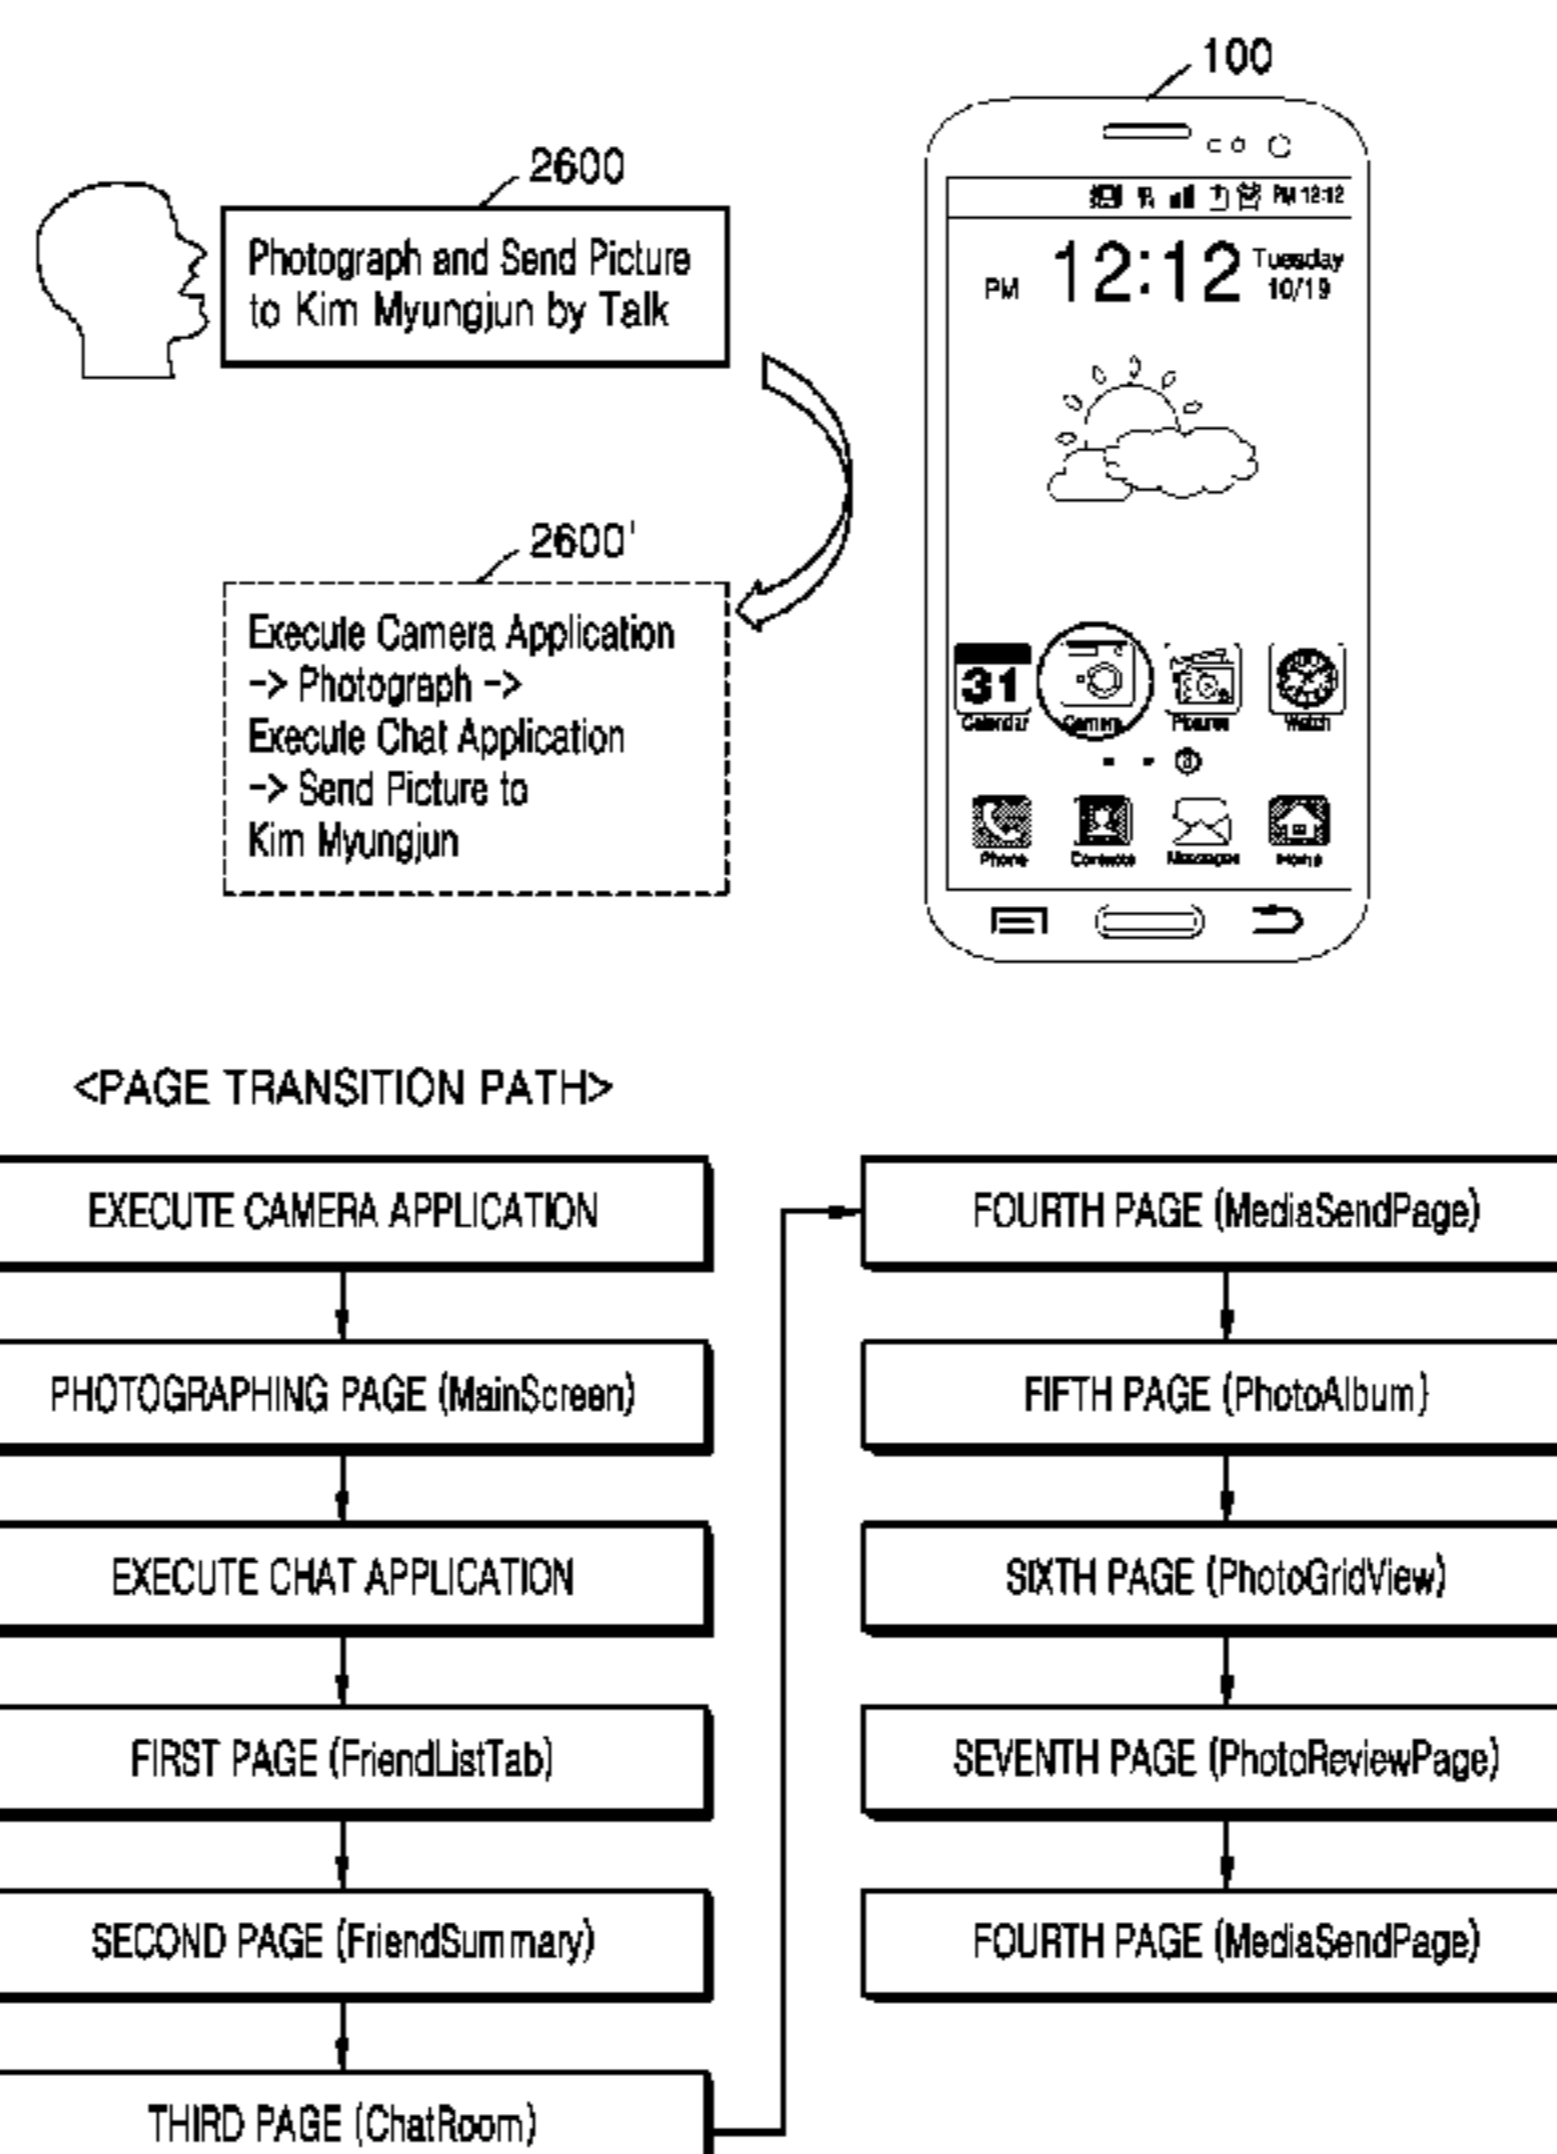 100
2600
Photograph and Send Picture
to Kim Myungjun by Talk
PM 12:12
PM 12:12 Tuesday
10/19
2600'
Execute Camera Application
-> Photograph ->
Execute Chat Application
-> Send Picture to
Kim Myungjun
31
Calendar Camera Pictures Watch
Phone Contacts Messages Home
<PAGE TRANSITION PATH>
EXECUTE CAMERA APPLICATION
PHOTOGRAPHING PAGE (MainScreen)
EXECUTE CHAT APPLICATION
FIRST PAGE (FriendListTab)
SECOND PAGE (FriendSummary)
THIRD PAGE (ChatRoom)
FOURTH PAGE (MediaSendPage)
FIFTH PAGE (PhotoAlbum)
SIXTH PAGE (PhotoGridView)
SEVENTH PAGE (PhotoReviewPage)
FOURTH PAGE (MediaSendPage)